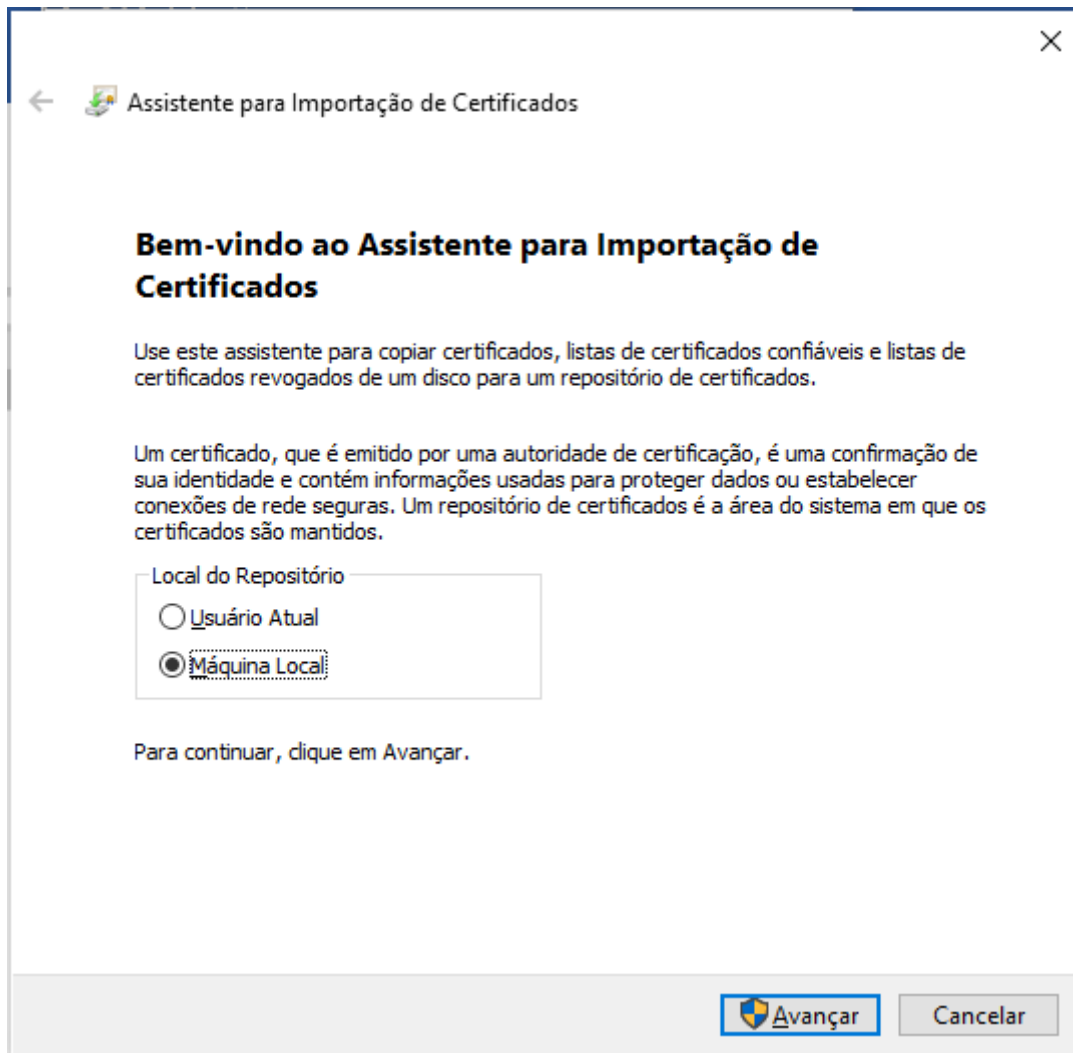 Assistente para Importação de Certificados
Bem-vindo ao Assistente para Importação de
Certificados
Use este assistente para copiar certificados, listas de certificados confiáveis e listas de
certificados revogados de um disco para um repositório de certificados.
Um certificado, que é emitido por uma autoridade de certificação, é uma confirmação de
sua identidade e contém informações usadas para proteger dados ou estabelecer
conexões de rede seguras. Um repositório de certificados é a área do sistema em que os
certificados são mantidos.
Local do Repositório
Usuário Atual
Máquina Local
Para continuar, clique em Avançar.
Avançar
Cancelar